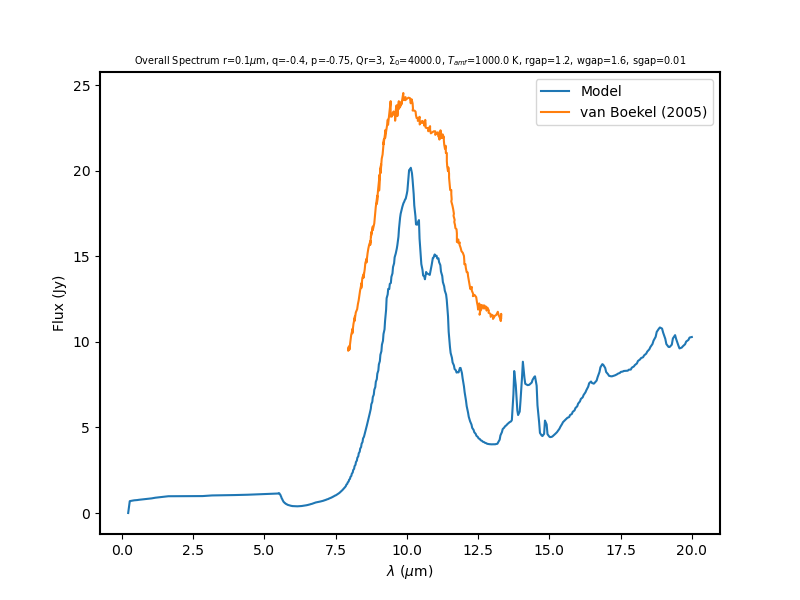 Overall Spectrum r=0.1μm, q=-0.4, p=-0.75, Qr=3, Σ₀=4000.0, T_amf=1000.0 K, rgap=1.2, wgap=1.6, sgap=0.01
Model
van Boekel (2005)
25
20
15
10
5
0
Flux (Jy)
0.0 2.5 5.0 7.5 10.0 12.5 15.0 17.5 20.0
λ (μm)